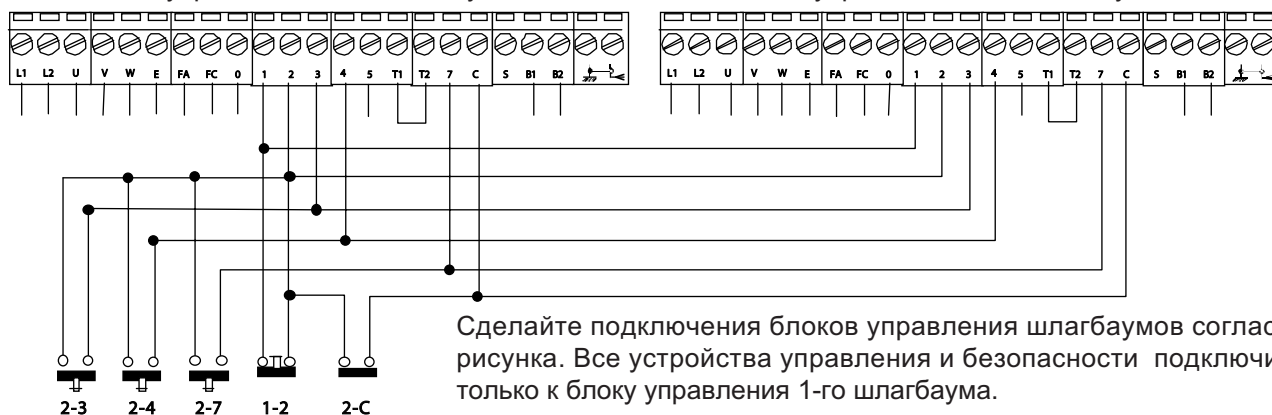 L1 L2 U V W E FA FC 0 1 2 3 4 5 T1 T2 7 C S B1 B2
L1 L2 U V W E FA FC 0 1 2 3 4 5 T1 T2 7 C S B1 B2
Сделайте подключения блоков управления шлагбаумов соглас
рисунка. Все устройства управления и безопасности подключи
только к блоку управления 1-го шлагбаума.
2-3 2-4 2-7 1-2 2-C